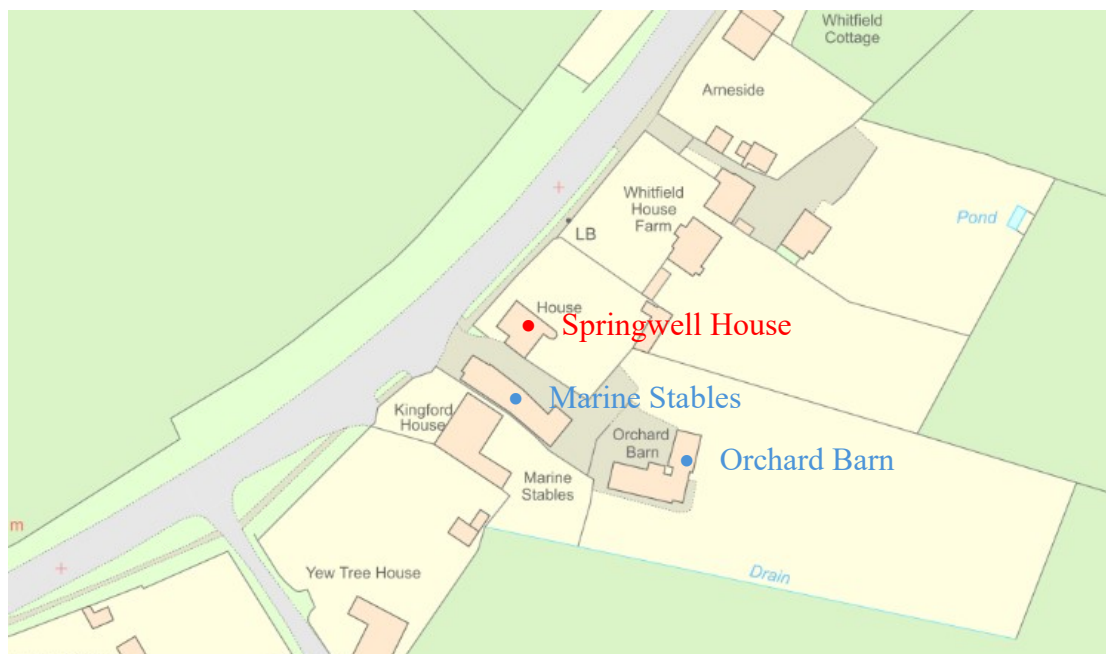 Whitfield
Cottage
Arneside
Whitfield
House
Farm
Pond
LB
House
Springwell House
Marine Stables
Kingford
House
Orchard
Barn
Orchard Barn
Marine
Stables
m
Yew Tree House
Drain